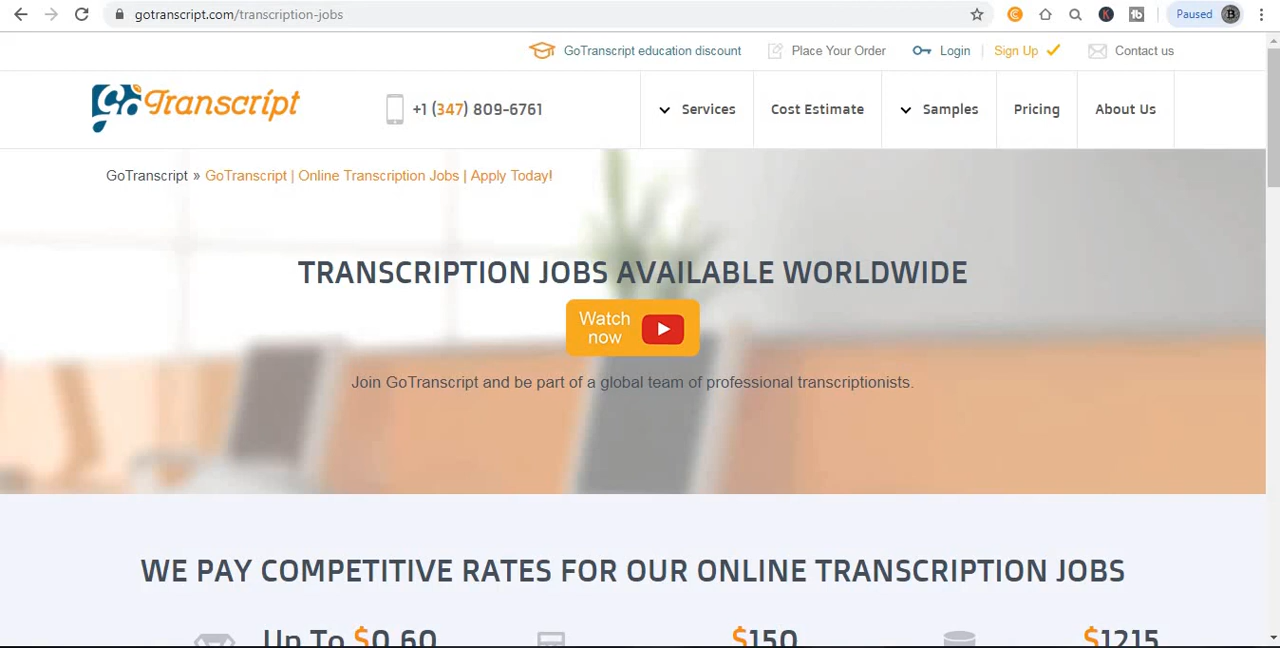 gotranscript.com/transcription-jobs
Paused
GoTranscript education discount
Place Your Order
Login
Sign Up
Contact us
GoTranscript
+1 (347) 809-6761
Services
Cost Estimate
Samples
Pricing
About Us
GoTranscript » GoTranscript | Online Transcription Jobs | Apply Today!
TRANSCRIPTION JOBS AVAILABLE WORLDWIDE
Watch
now
Join GoTranscript and be part of a global team of professional transcriptionists.
WE PAY COMPETITIVE RATES FOR OUR ONLINE TRANSCRIPTION JOBS
Up To $0.60
$150
$1215